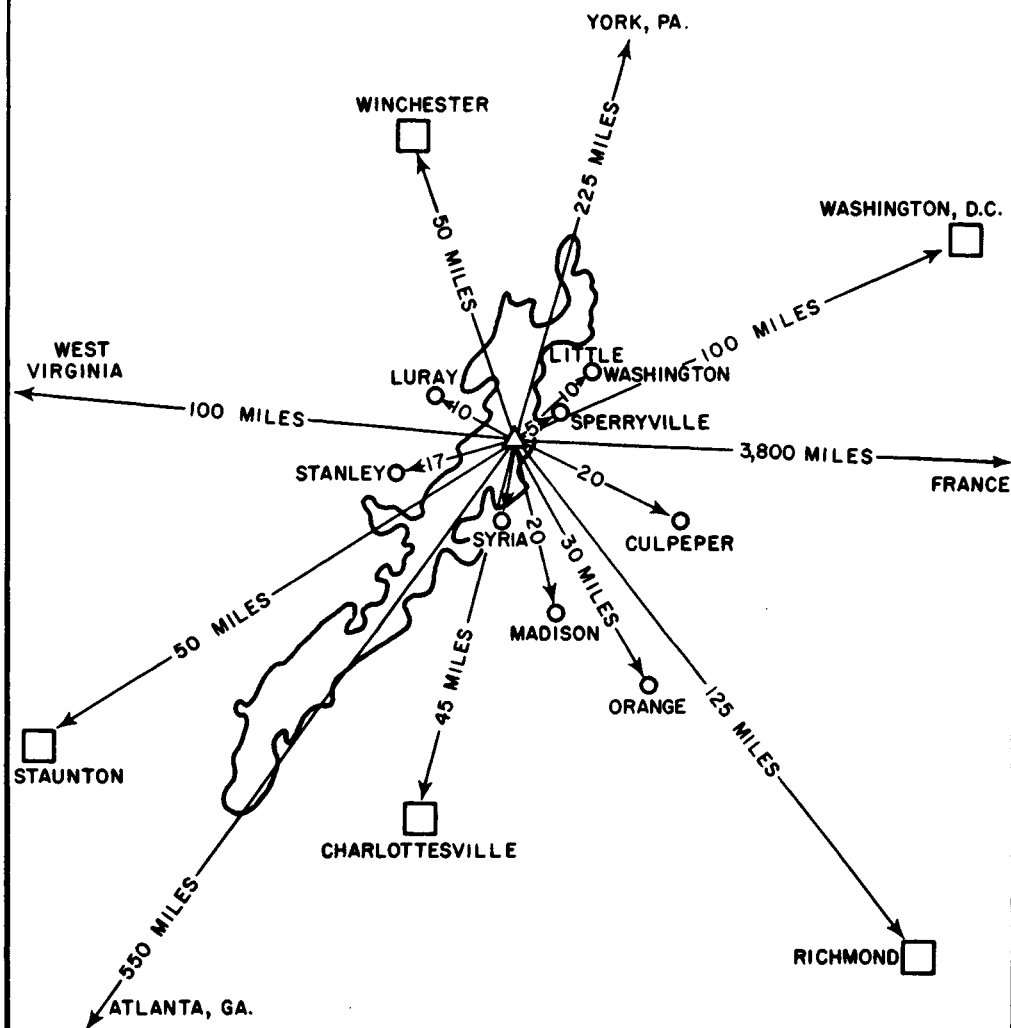 YORK, PA.
WINCHESTER
225 MILES
WASHINGTON, D.C.
50 MILES
100 MILES
WEST
VIRGINIA
LITTLE
WASHINGTON
LURAY
10
10
100 MILES
5
SPERRYVILLE
3,800 MILES
FRANCE
STANLEY
17
20
SYRIA
20
30 MILES
CULPEPER
50 MILES
MADISON
45 MILES
ORANGE
125 MILES
STAUNTON
CHARLOTTESVILLE
550 MILES
RICHMOND
ATLANTA, GA.